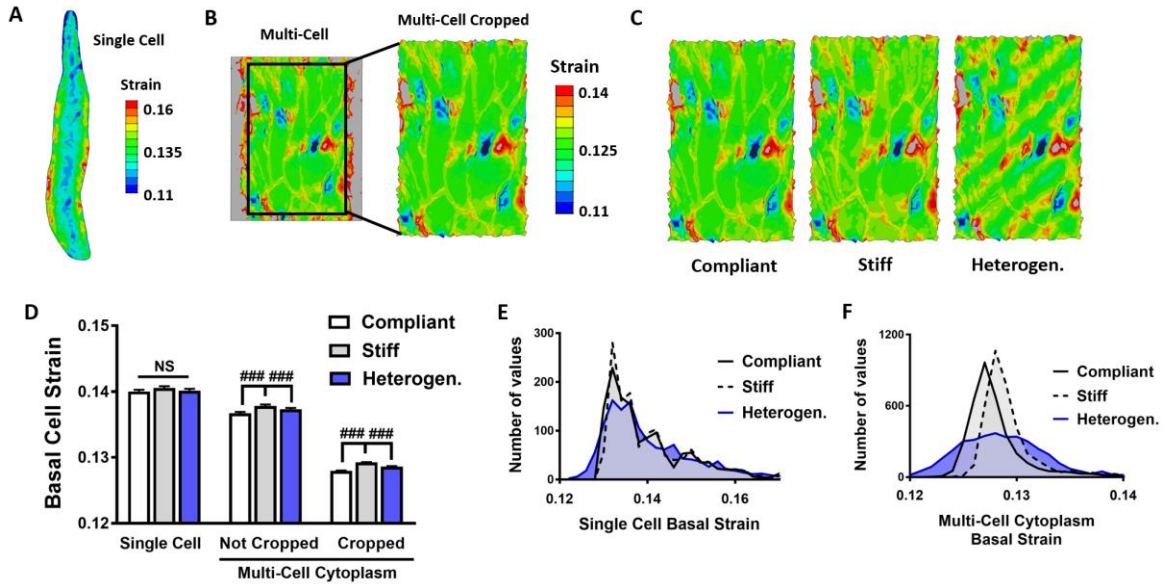 A
Single Cell
Strain
0.16
0.135
0.11
B
Multi-Cell
Multi-Cell Cropped
Strain
0.14
0.125
0.11
C
Compliant
Stiff
Heterogen.
D
Basal Cell Strain
0.15
0.14
0.13
0.12
NS
### ###
### ###
Compliant
Stiff
Heterogen.
Single Cell
Not Cropped
Cropped
Multi-Cell Cytoplasm
E
Number of values
300
200
100
0
0.12
0.14
0.16
Single Cell Basal Strain
Compliant
Stiff
Heterogen.
F
Number of values
1200
600
0
0.12
0.13
0.14
Multi-Cell Cytoplasm
Basal Strain
Compliant
Stiff
Heterogen.